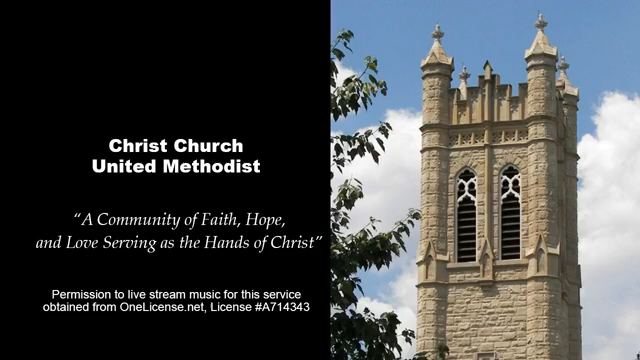 Christ Church
United Methodist
“A Community of Faith, Hope,
and Love Serving as the Hands of Christ”
Permission to live stream music for this service
obtained from OneLicense.net, License #A714343